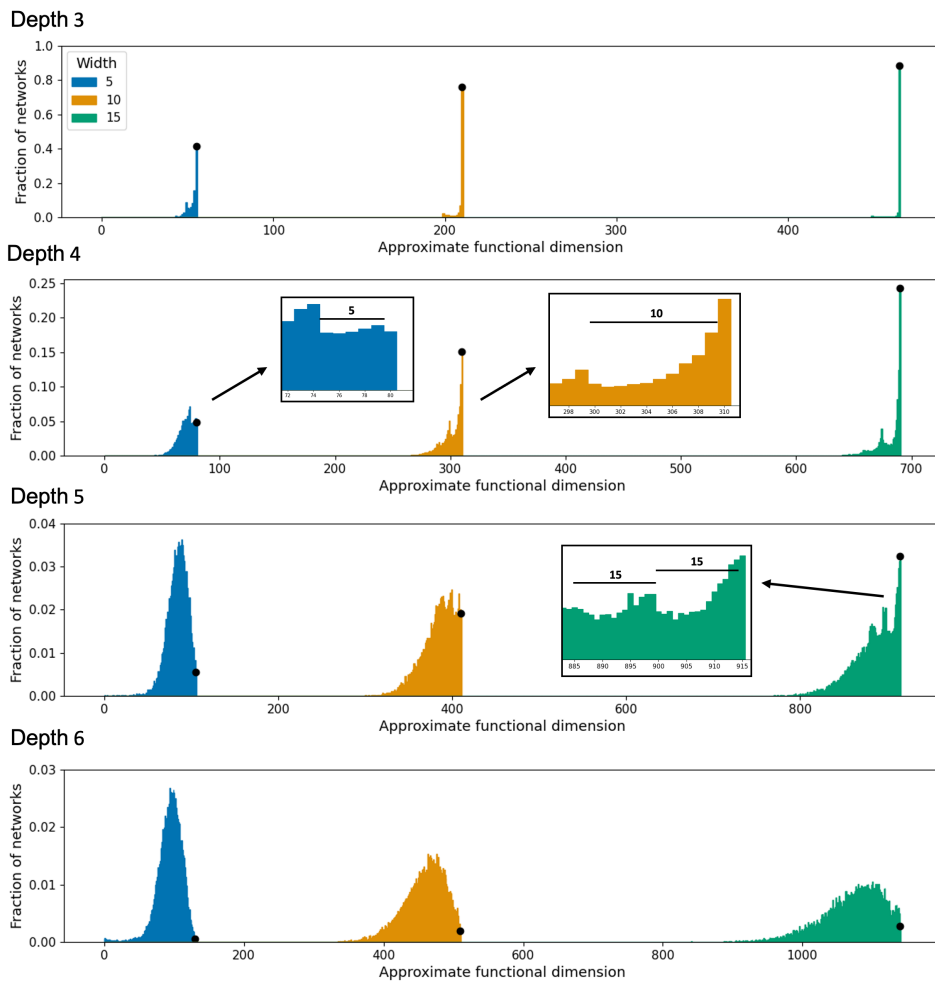 Depth 3
Fraction of networks
1.0
0.8
0.6
0.4
0.2
0.0
Width
5
10
15
0 100 200 300 400
Approximate functional dimension
Depth 4
Fraction of networks
0.25
0.20
0.15
0.10
0.05
0.00
5
72 74 76 78 80
10
298 300 302 304 306 308 310
0 100 200 300 400 500 600 700
Approximate functional dimension
Depth 5
Fraction of networks
0.04
0.03
0.02
0.01
0.00
15
15
885 890 895 900 905 910 915
0 200 400 600 800
Approximate functional dimension
Depth 6
Fraction of networks
0.03
0.02
0.01
0.00
0 200 400 600 800 1000
Approximate functional dimension